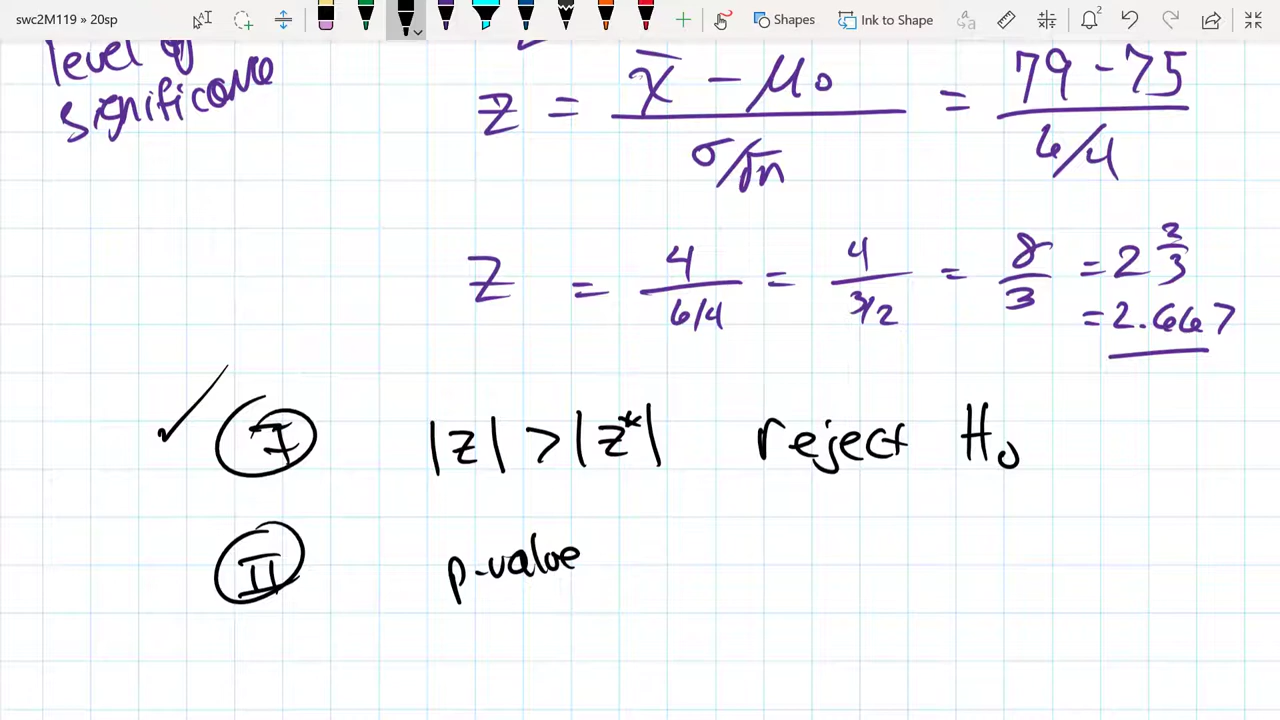 swc2M119 » 20sp
Shapes
Ink to Shape
2
level of
significance
z = x̄ − μ₀ / σ/√n = 79 − 75 / 6/4
Z = 4 / 6/4 = 4 / 3/2 = 8/3 = 2 2/3
= 2.667
I |z| > |z*| reject H₀
II p-value